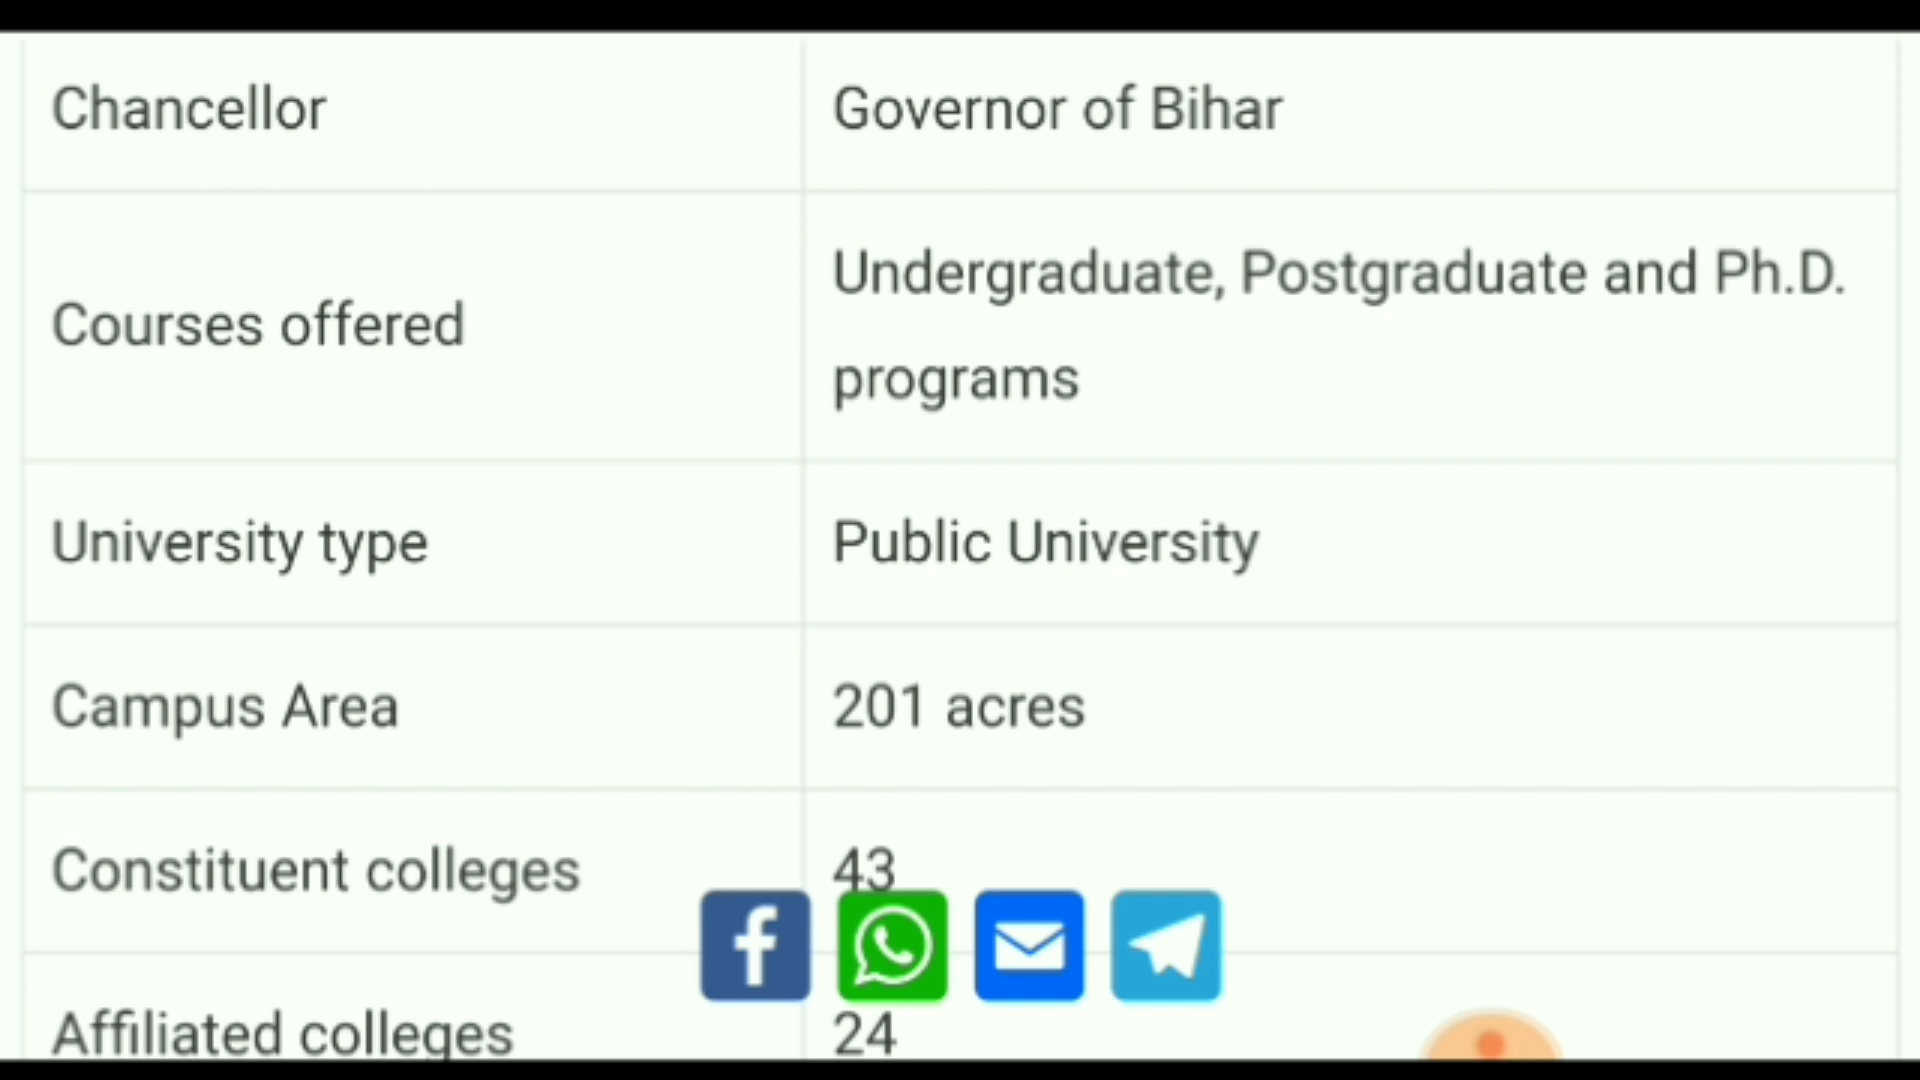 Chancellor
Governor of Bihar
Courses offered
Undergraduate, Postgraduate and Ph.D.
programs
University type
Public University
Campus Area
201 acres
Constituent colleges
43
Affiliated colleges
24